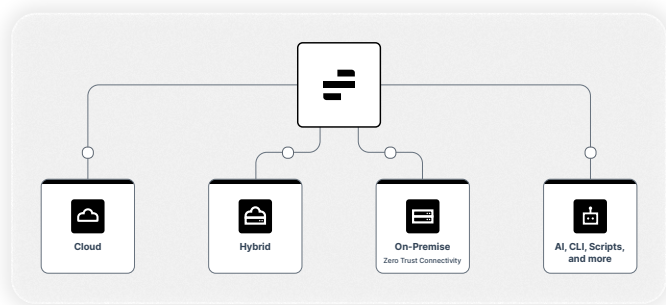 Cloud
Hybrid
On-Premise
Zero Trust Connectivity
AI, CLI, Scripts,
and more